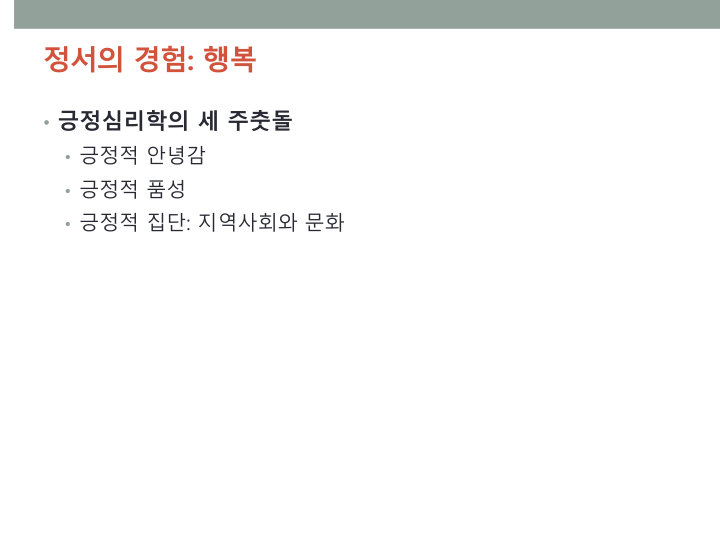 정서의 경험: 행복
• 긍정심리학의 세 주춧돌
• 긍정적 안녕감
• 긍정적 품성
• 긍정적 집단: 지역사회와 문화